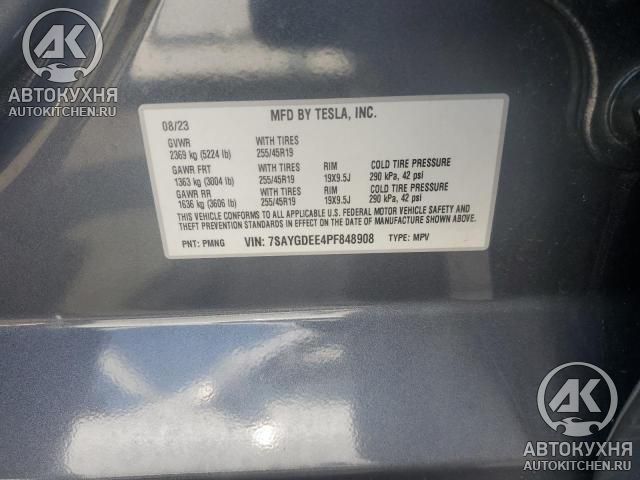 АК
АВТОКУХНЯ
ARTOKITCHEN.RU
MFD BY TESLA, INC.
08/23
GVWR WITH TIRES
2369 kg (5224 lb) 255/45R19
GAWR FRT WITH TIRES RIM COLD TIRE PRESSURE
1363 kg (3004 lb) 255/45R19 19X9.5J 290 kPa, 42 psi
GAWR RR WITH TIRES RIM COLD TIRE PRESSURE
1636 kg (3606 lb) 255/45R19 19X9.5J 290 kPa, 42 psi
THIS VEHICLE CONFORMS TO ALL APPLICABLE U.S. FEDERAL MOTOR VEHICLE SAFETY AND
THEFT PREVENTION STANDARDS IN EFFECT ON THE DATE OF MANUFACTURE SHOWN ABOVE.
PNT: PMNG VIN: 7SAYGDEE4PF848908 TYPE: MPV
АК
АВТОКУХНЯ
ARTOKITCHEN.RU